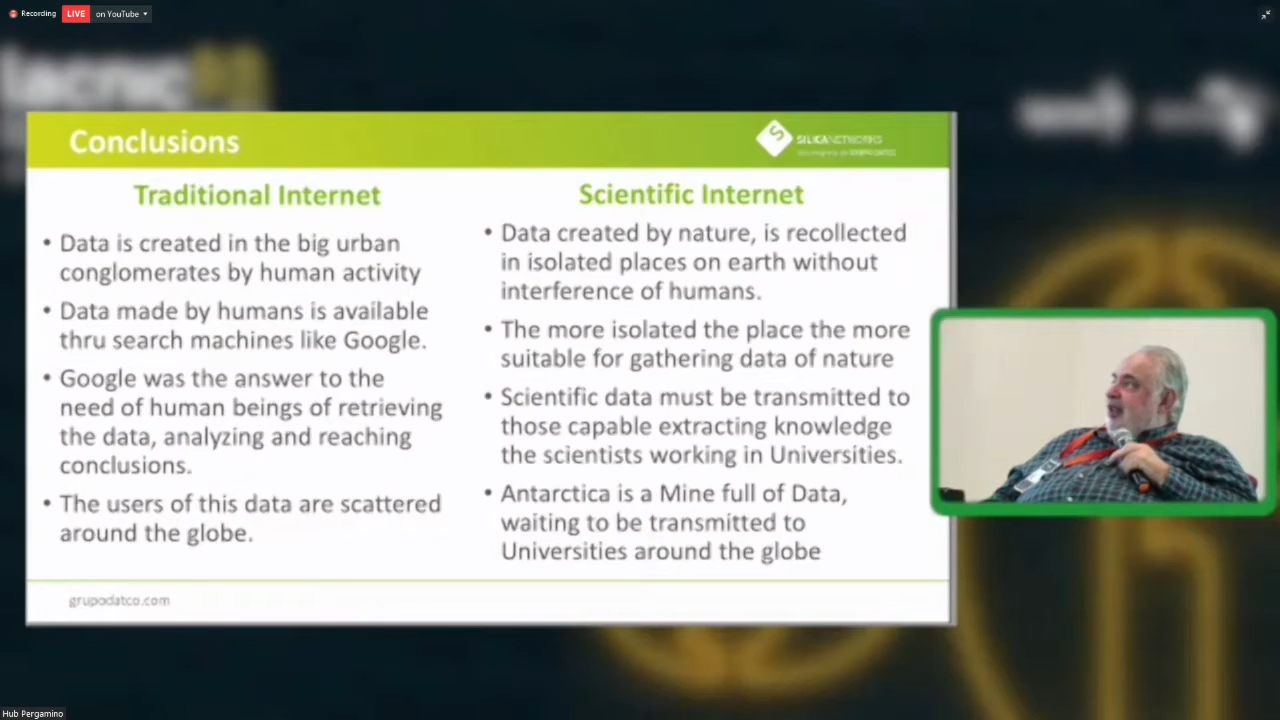 Recording
LIVE
on YouTube
lacnic
Conclusions
SILICANETWORKS
Traditional Internet
• Data is created in the big urban
conglomerates by human activity
• Data made by humans is available
thru search machines like Google.
• Google was the answer to the
need of human beings of retrieving
the data, analyzing and reaching
conclusions.
• The users of this data are scattered
around the globe.
Scientific Internet
• Data created by nature, is recollected
in isolated places on earth without
interference of humans.
• The more isolated the place the more
suitable for gathering data of nature
• Scientific data must be transmitted to
those capable extracting knowledge
the scientists working in Universities.
• Antarctica is a Mine full of Data,
waiting to be transmitted to
Universities around the globe
grupodatco.com
Hub Pergamino